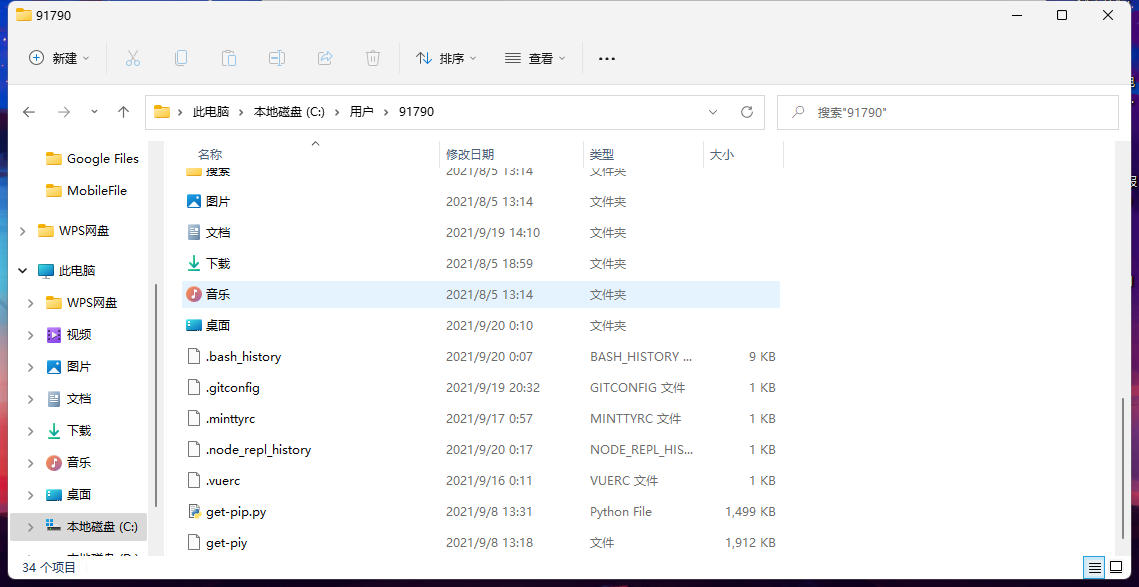 91790
新建
排序
查看
此电脑 本地磁盘 (C:) 用户 91790
搜索"91790"
名称 修改日期 类型 大小
Google Files
MobileFile
WPS网盘
此电脑
WPS网盘
视频
图片
文档
下载
音乐
桌面
本地磁盘 (C:)
搜索 2021/8/5 13:14 文件夹
图片 2021/8/5 13:14 文件夹
文档 2021/9/19 14:10 文件夹
下载 2021/8/5 18:59 文件夹
音乐 2021/8/5 13:14 文件夹
桌面 2021/9/20 0:10 文件夹
.bash_history 2021/9/20 0:07 BASH_HISTORY ... 9 KB
.gitconfig 2021/9/19 20:32 GITCONFIG 文件 1 KB
.minttyrc 2021/9/17 0:57 MINTTYRC 文件 1 KB
.node_repl_history 2021/9/20 0:17 NODE_REPL_HIS... 1 KB
.vuerc 2021/9/16 0:11 VUERC 文件 1 KB
get-pip.py 2021/9/8 13:31 Python File 1,499 KB
get-piy 2021/9/8 13:18 文件 1,912 KB
34 个项目